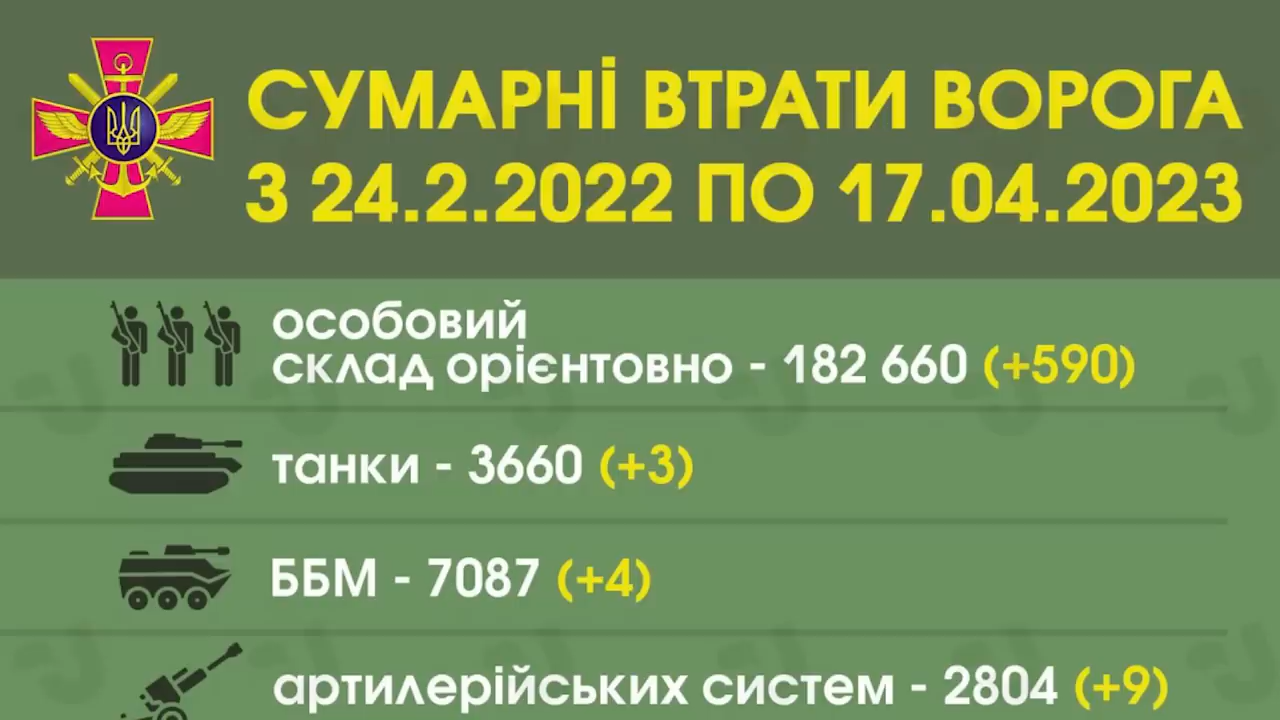 СУМАРНІ ВТРАТИ ВОРОГА
З 24.2.2022 ПО 17.04.2023
особовий
склад орієнтовно - 182 660 (+590)
танки - 3660 (+3)
ББМ - 7087 (+4)
артилерійських систем - 2804 (+9)